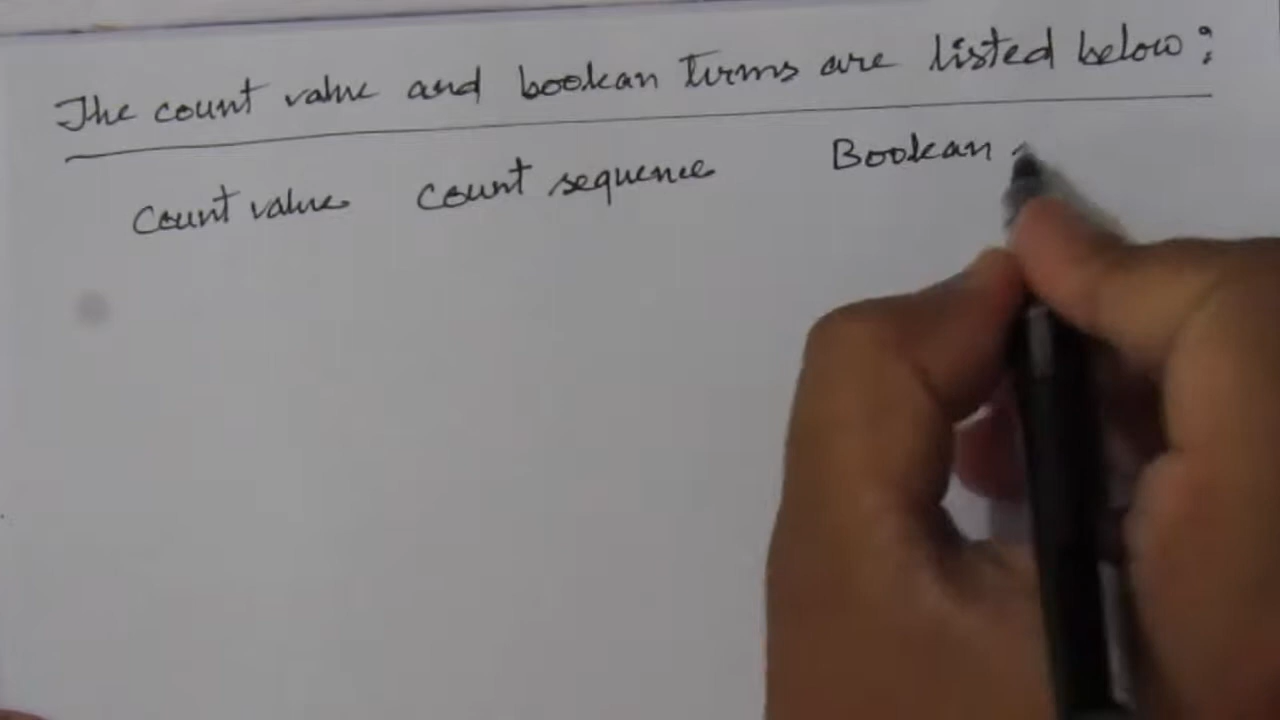 The count value and boolean terms are listed below:
Count value Count sequence Boolean